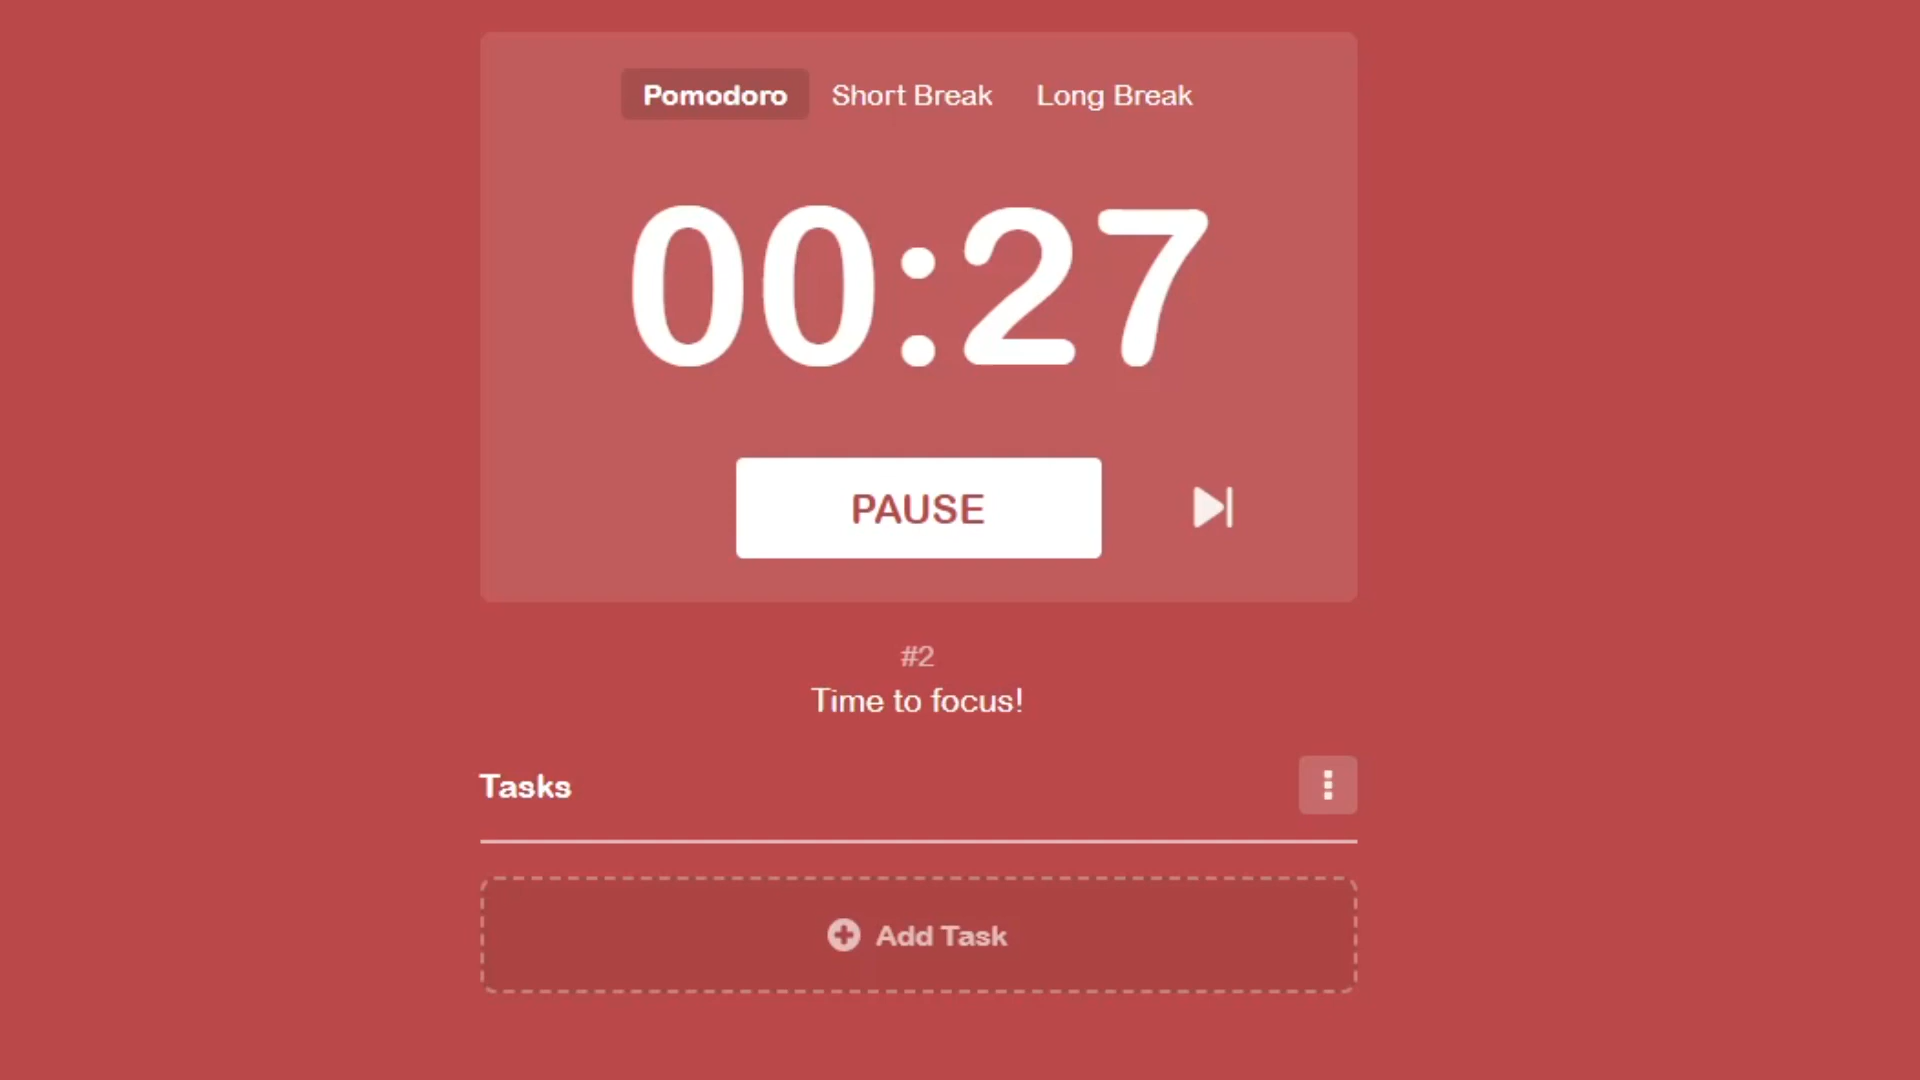 Pomodoro Short Break Long Break
00:27
PAUSE
#2
Time to focus!
Tasks
Add Task